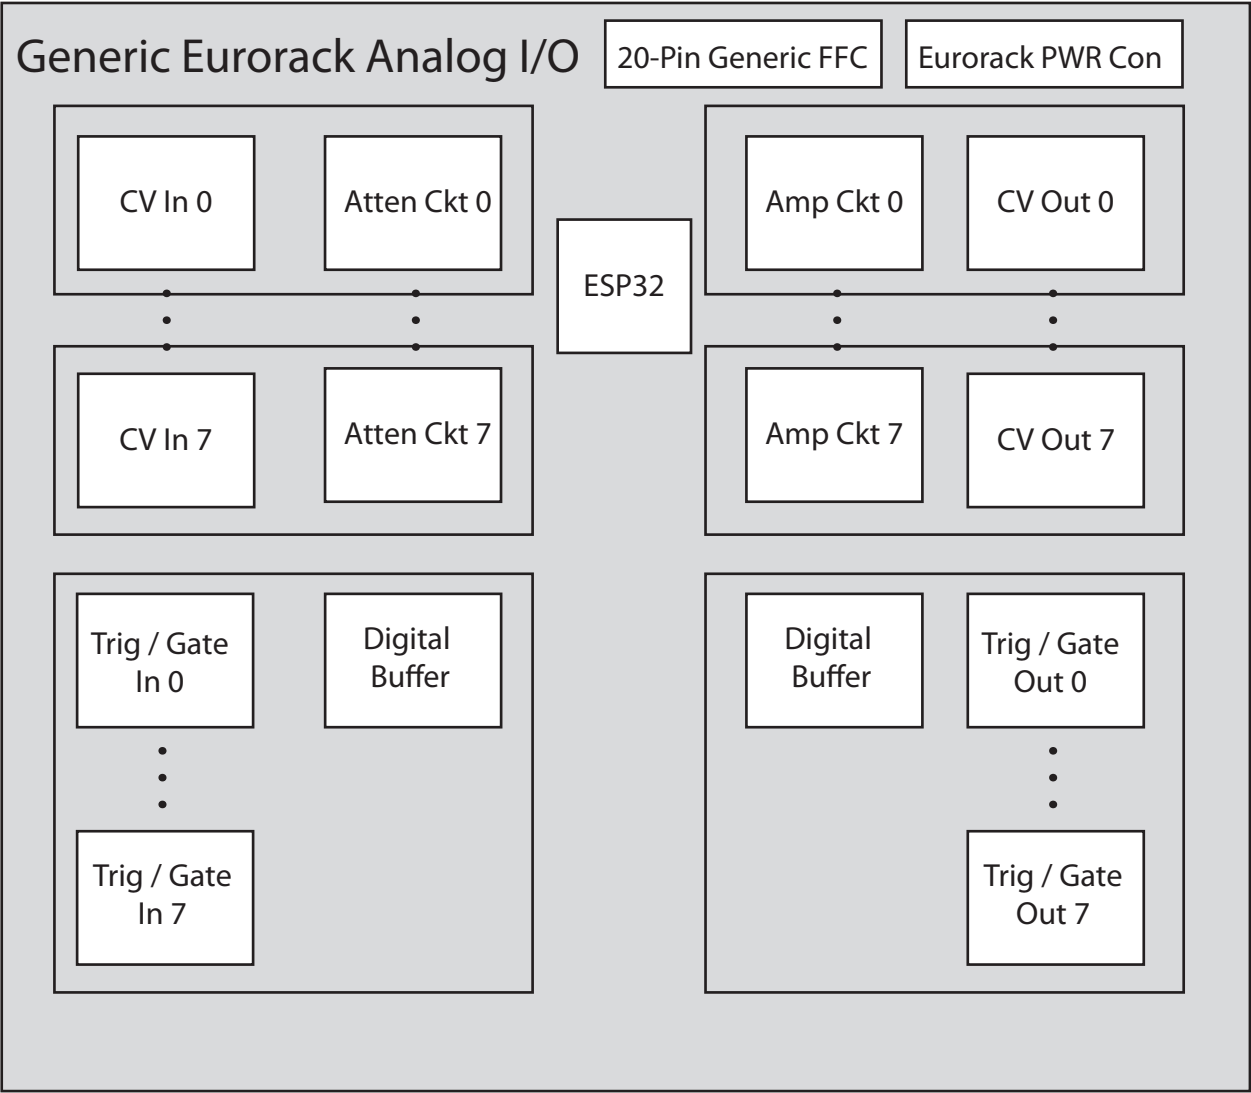 Generic Eurorack Analog I/O
20-Pin Generic FFC
Eurorack PWR Con
CV In 0
Atten Ckt 0
ESP32
Amp Ckt 0
CV Out 0
CV In 7
Atten Ckt 7
Amp Ckt 7
CV Out 7
Trig / Gate
In 0
Digital
Buffer
Digital
Buffer
Trig / Gate
Out 0
Trig / Gate
In 7
Trig / Gate
Out 7